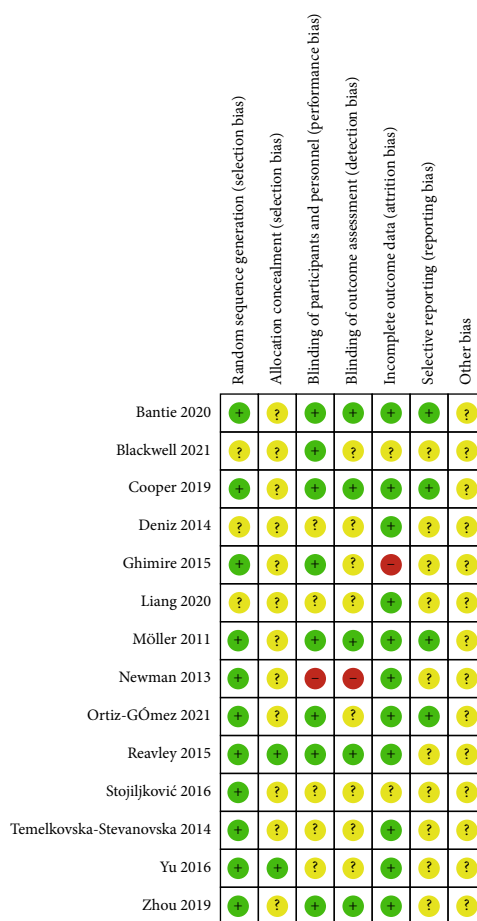 Random sequence generation (selection bias)
Allocation concealment (selection bias)
Blinding of participants and personnel (performance bias)
Blinding of outcome assessment (detection bias)
Incomplete outcome data (attrition bias)
Selective reporting (reporting bias)
Other bias
Bantie 2020 + ? + + + + ?
Blackwell 2021 ? ? + ? ? ? ?
Cooper 2019 + ? + + + + ?
Deniz 2014 ? ? ? ? + ? ?
Ghimire 2015 + ? + ? – ? ?
Liang 2020 ? ? ? ? + ? ?
Möller 2011 + ? + + + + ?
Newman 2013 + ? – – + ? ?
Ortiz-GÓmez 2021 + ? + ? + + ?
Reavley 2015 + + + + + ? ?
Stojiljković 2016 + ? ? ? ? ? ?
Temelkovska-Stevanovska 2014 + ? ? ? + ? ?
Yu 2016 + + ? ? + ? ?
Zhou 2019 + ? + + + ? ?